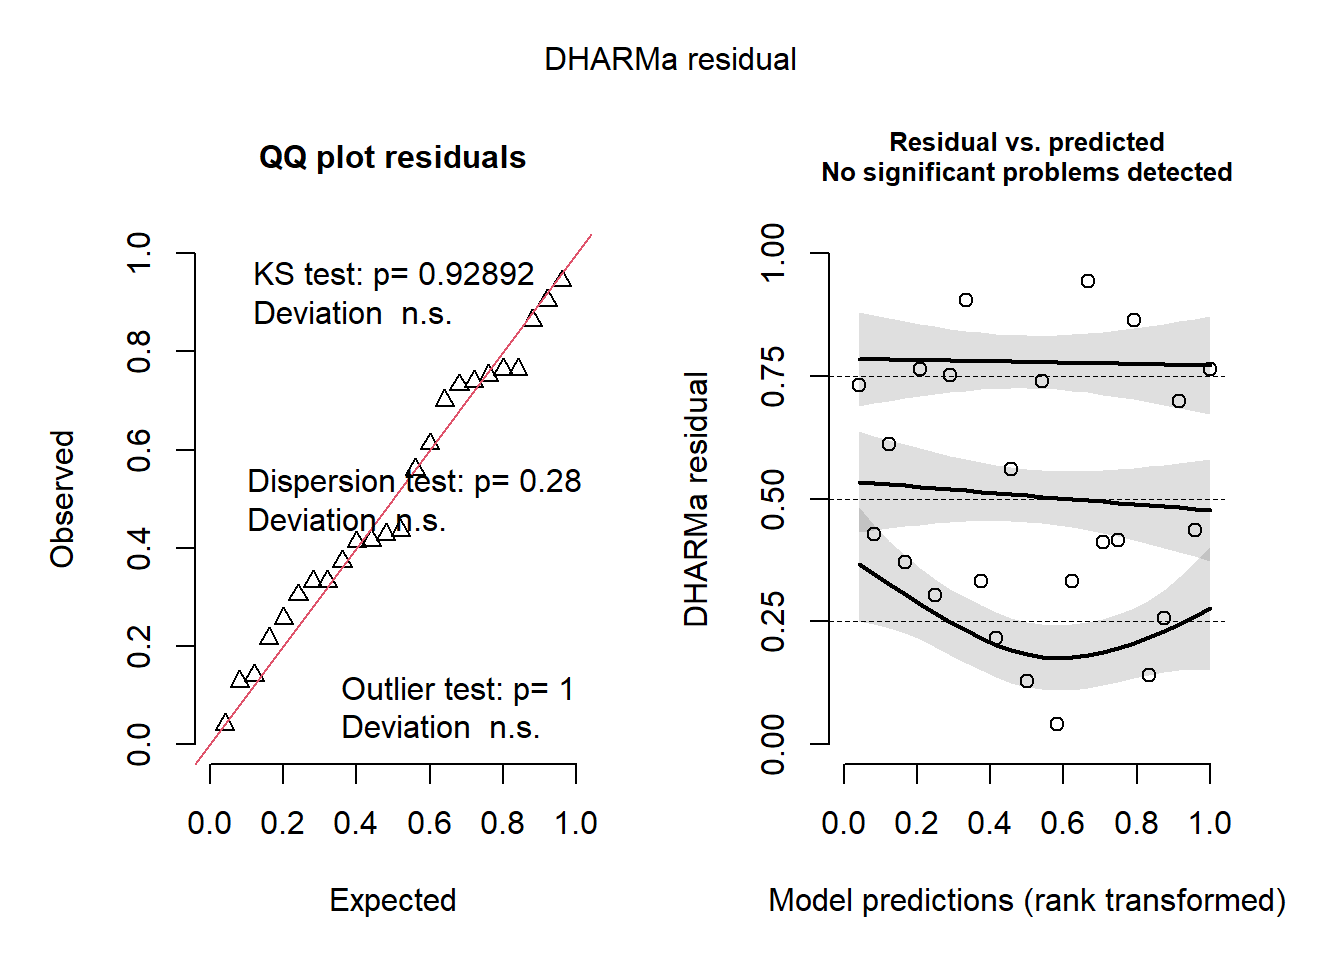 DHARMa residual
QQ plot residuals
KS test: p= 0.92892
Deviation  n.s.
Dispersion test: p= 0.28
Deviation  n.s.
Outlier test: p= 1
Deviation  n.s.
Observed
0.0
0.2
0.4
0.6
0.8
1.0
0.0 0.2 0.4 0.6 0.8 1.0
Expected
Residual vs. predicted
No significant problems detected
DHARMa residual
0.00
0.25
0.50
0.75
1.00
0.0 0.2 0.4 0.6 0.8 1.0
Model predictions (rank transformed)